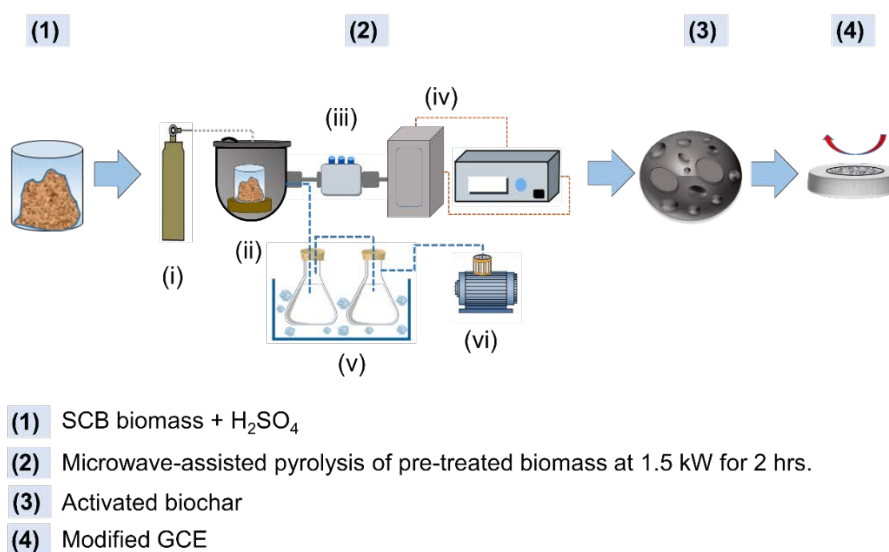 (1) (2) (3) (4)
(iv)
(iii)
(ii)
(i)
(v)
(vi)
(1) SCB biomass + H₂SO₄
(2) Microwave-assisted pyrolysis of pre-treated biomass at 1.5 kW for 2 hrs.
(3) Activated biochar
(4) Modified GCE